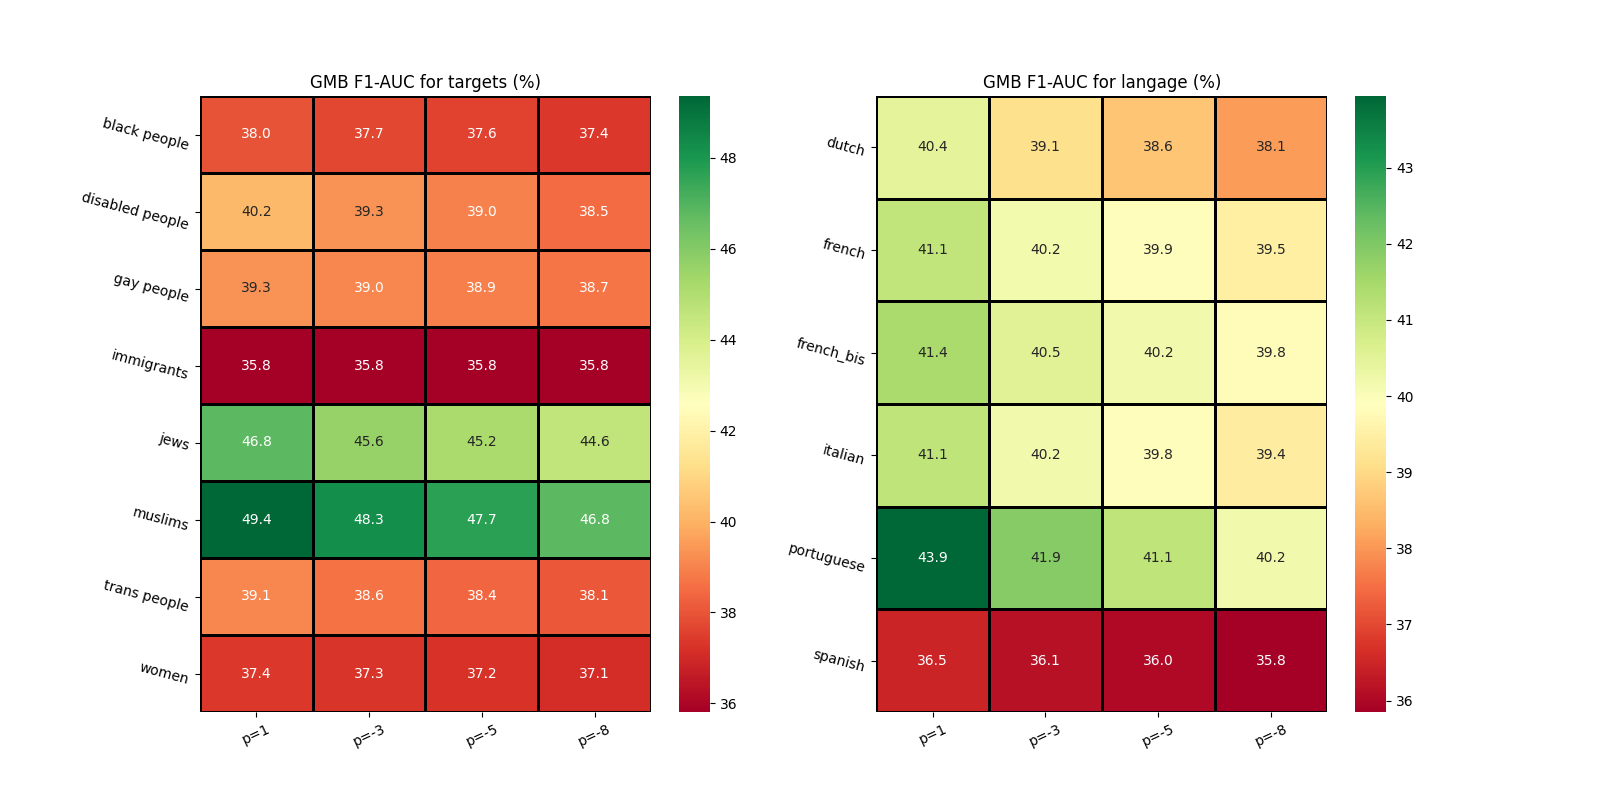 GMB F1-AUC for targets (%)
black people 38.0 37.7 37.6 37.4
disabled people 40.2 39.3 39.0 38.5
gay people 39.3 39.0 38.9 38.7
immigrants 35.8 35.8 35.8 35.8
jews 46.8 45.6 45.2 44.6
muslims 49.4 48.3 47.7 46.8
trans people 39.1 38.6 38.4 38.1
women 37.4 37.3 37.2 37.1
p=1 p=-3 p=-5 p=-8
48
46
44
42
40
38
36
GMB F1-AUC for langage (%)
dutch 40.4 39.1 38.6 38.1
french 41.1 40.2 39.9 39.5
french_bis 41.4 40.5 40.2 39.8
italian 41.1 40.2 39.8 39.4
portuguese 43.9 41.9 41.1 40.2
spanish 36.5 36.1 36.0 35.8
p=1 p=-3 p=-5 p=-8
43
42
41
40
39
38
37
36